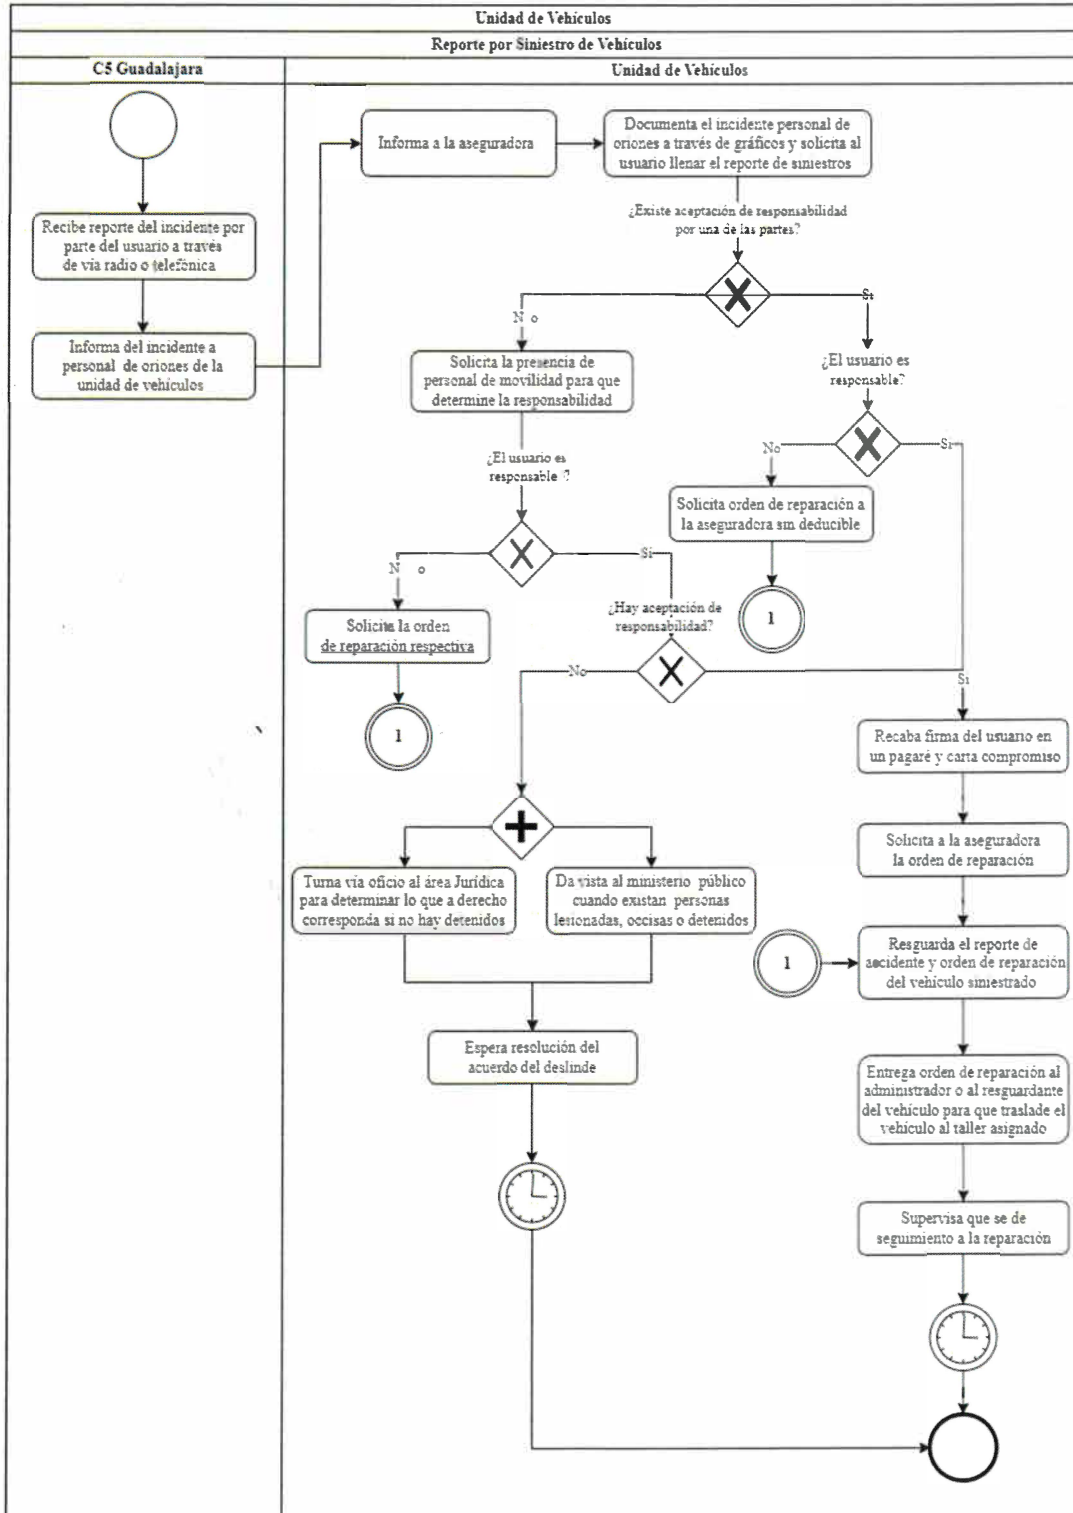 Unidad de Vehículos
Reporte por Siniestro de Vehículos
C5 Guadalajara
Unidad de Vehículos
Recibe reporte del incidente por
parte del usuario a través
de vía radio o telefónica
Informa del incidente a
personal de oriones de la
unidad de vehículos
Informa a la aseguradora
Documenta el incidente personal de
oriones a través de gráficos y solicita al
usuario llenar el reporte de siniestros
¿Existe aceptación de responsabilidad
por una de las partes?
No
Si
Solicita la presencia de
personal de movilidad para que
determine la responsabilidad
¿El usuario es
responsable?
No
Si
Solicita orden de reparación a
la aseguradora sin deducible
1
¿El usuario es
responsable ?
No
Si
Solicita la orden
de reparación respectiva
1
¿Hay aceptación de
responsabilidad?
No
Si
Recaba firma del usuario en
un pagaré y carta compromiso
Solicita a la aseguradora
la orden de reparación
Turna vía oficio al área Jurídica
para determinar lo que a derecho
corresponda si no hay detenidos
Da vista al ministerio público
cuando existan personas
lesionadas, occisas o detenidos
1
Resguarda el reporte de
accidente y orden de reparación
del vehículo siniestrado
Espera resolución del
acuerdo del deslinde
Entrega orden de reparación al
administrador o al resguardante
del vehículo para que traslade el
vehículo al taller asignado
Supervisa que se de
seguimiento a la reparación